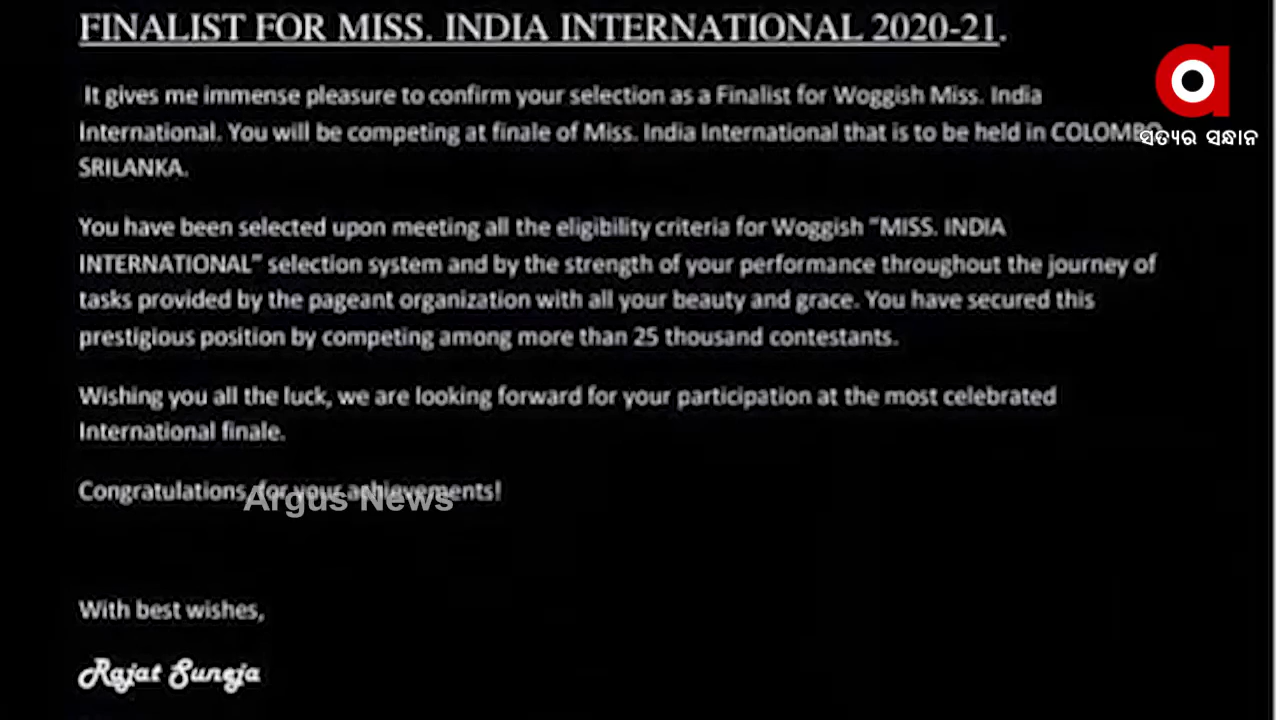 FINALIST FOR MISS. INDIA INTERNATIONAL 2020-21.
It gives me immense pleasure to confirm your selection as a Finalist for Woggish Miss. India
International. You will be competing at finale of Miss. India International that is to be held in COLOMBO
SRILANKA.
ସତ୍ୟର ସନ୍ଧାନ
You have been selected upon meeting all the eligibility criteria for Woggish "MISS. INDIA
INTERNATIONAL" selection system and by the strength of your performance throughout the journey of
tasks provided by the pageant organization with all your beauty and grace. You have secured this
prestigious position by competing among more than 25 thousand contestants.
Wishing you all the luck, we are looking forward for your participation at the most celebrated
International finale.
Congratulations, for your achievements!
Argus News
With best wishes,
Rajat Suneja